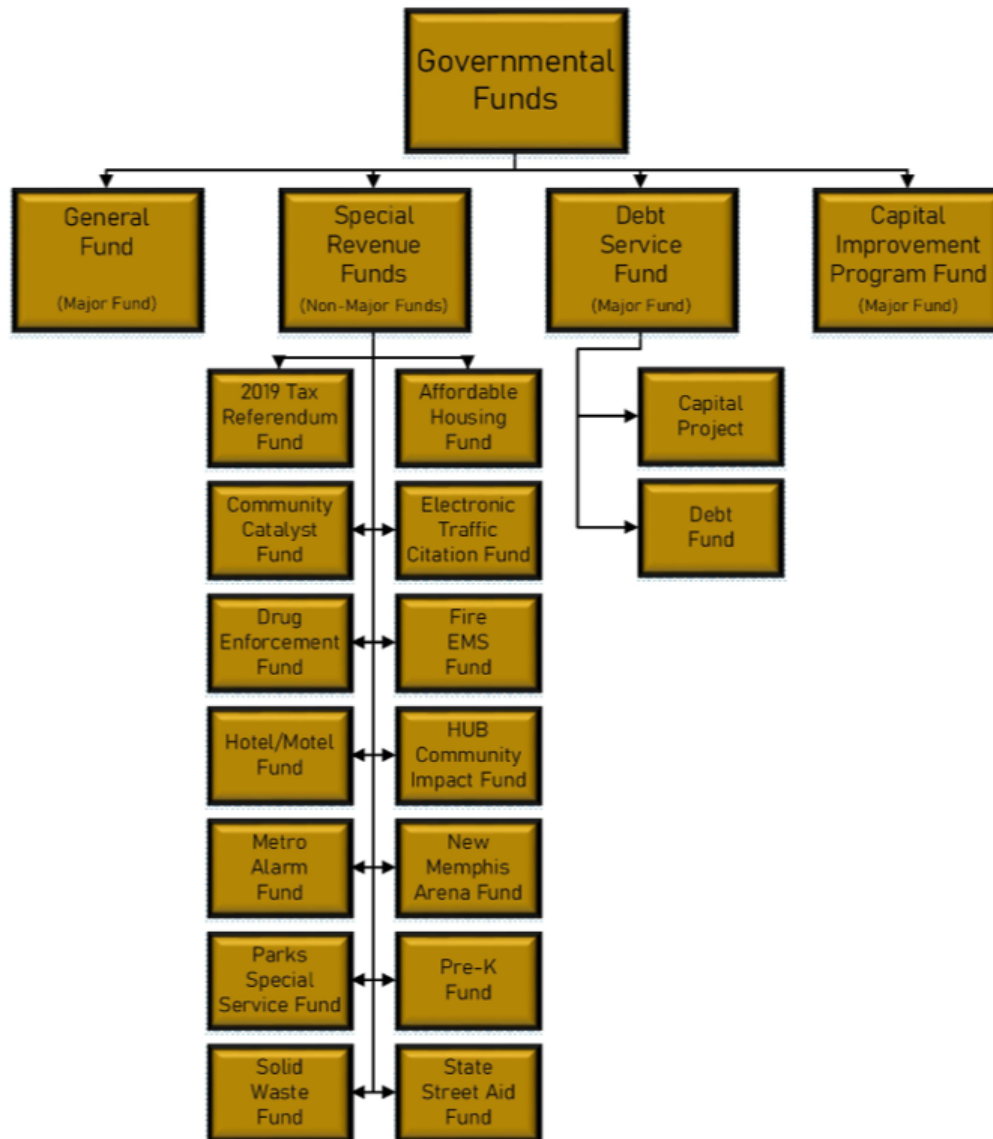 Governmental
Funds
General
Fund
(Major Fund)
Special
Revenue
Funds
(Non-Major Funds)
Debt
Service
Fund
(Major Fund)
Capital
Improvement
Program Fund
(Major Fund)
2019 Tax
Referendum
Fund
Affordable
Housing
Fund
Capital
Project
Community
Catalyst
Fund
Electronic
Traffic
Citation Fund
Debt
Fund
Drug
Enforcement
Fund
Fire
EMS
Fund
Hotel/Motel
Fund
HUB
Community
Impact Fund
Metro
Alarm
Fund
New
Memphis
Arena Fund
Parks
Special
Service Fund
Pre-K
Fund
Solid
Waste
Fund
State
Street Aid
Fund